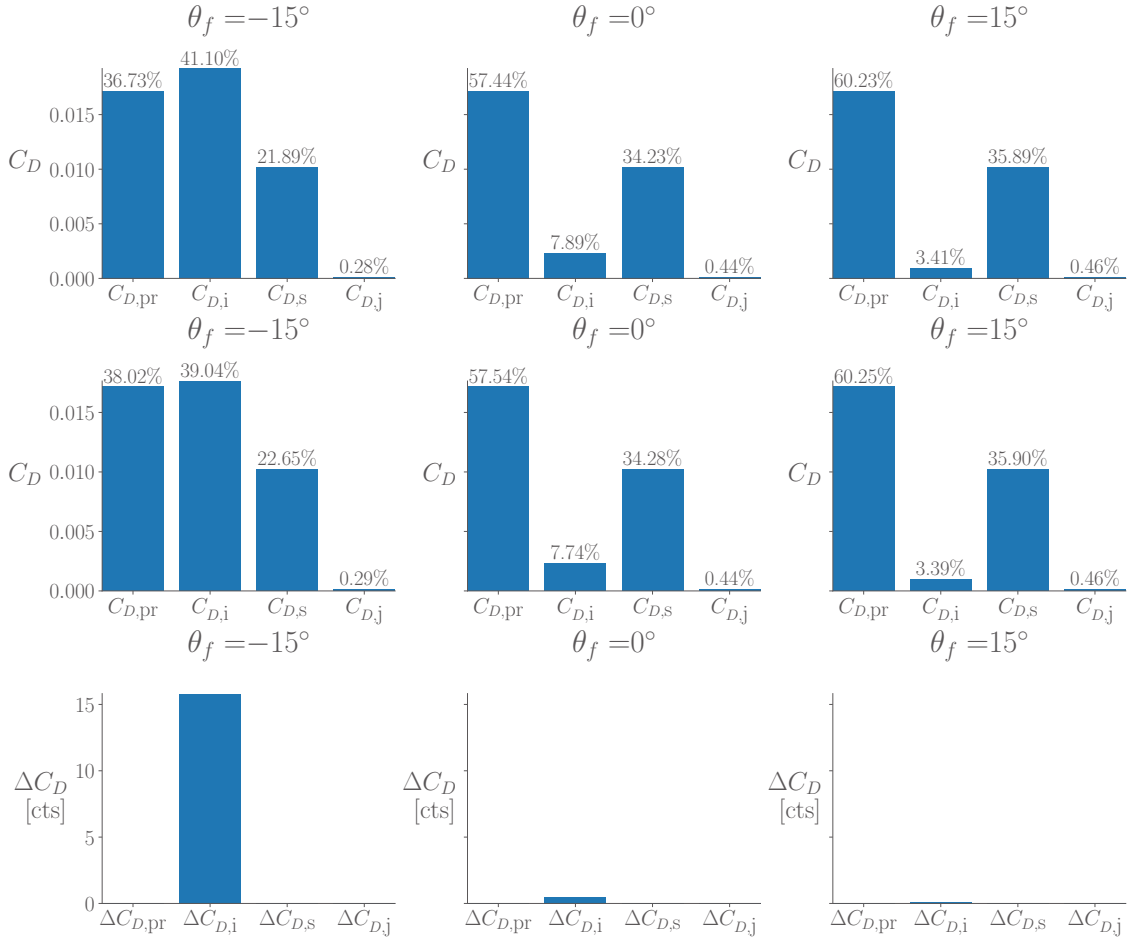 θ_f =−15° θ_f =0° θ_f =15°
41.10%
36.73% 57.44% 60.23%
0.015
21.89% 34.23% 35.89%
C_D C_D C_D
0.010
0.005
7.89% 3.41%
0.28% 0.44% 0.46%
0.000
C_D,pr C_D,i C_D,s C_D,j C_D,pr C_D,i C_D,s C_D,j C_D,pr C_D,i C_D,s C_D,j
θ_f =−15° θ_f =0° θ_f =15°
39.04%
38.02% 57.54% 60.25%
0.015
22.65% 34.28% 35.90%
C_D C_D C_D
0.010
0.005
7.74% 3.39%
0.29% 0.44% 0.46%
0.000
C_D,pr C_D,i C_D,s C_D,j C_D,pr C_D,i C_D,s C_D,j C_D,pr C_D,i C_D,s C_D,j
θ_f =−15° θ_f =0° θ_f =15°
15
10
ΔC_D ΔC_D ΔC_D
[cts] [cts] [cts]
5
0
ΔC_D,pr ΔC_D,i ΔC_D,s ΔC_D,j ΔC_D,pr ΔC_D,i ΔC_D,s ΔC_D,j ΔC_D,pr ΔC_D,i ΔC_D,s ΔC_D,j